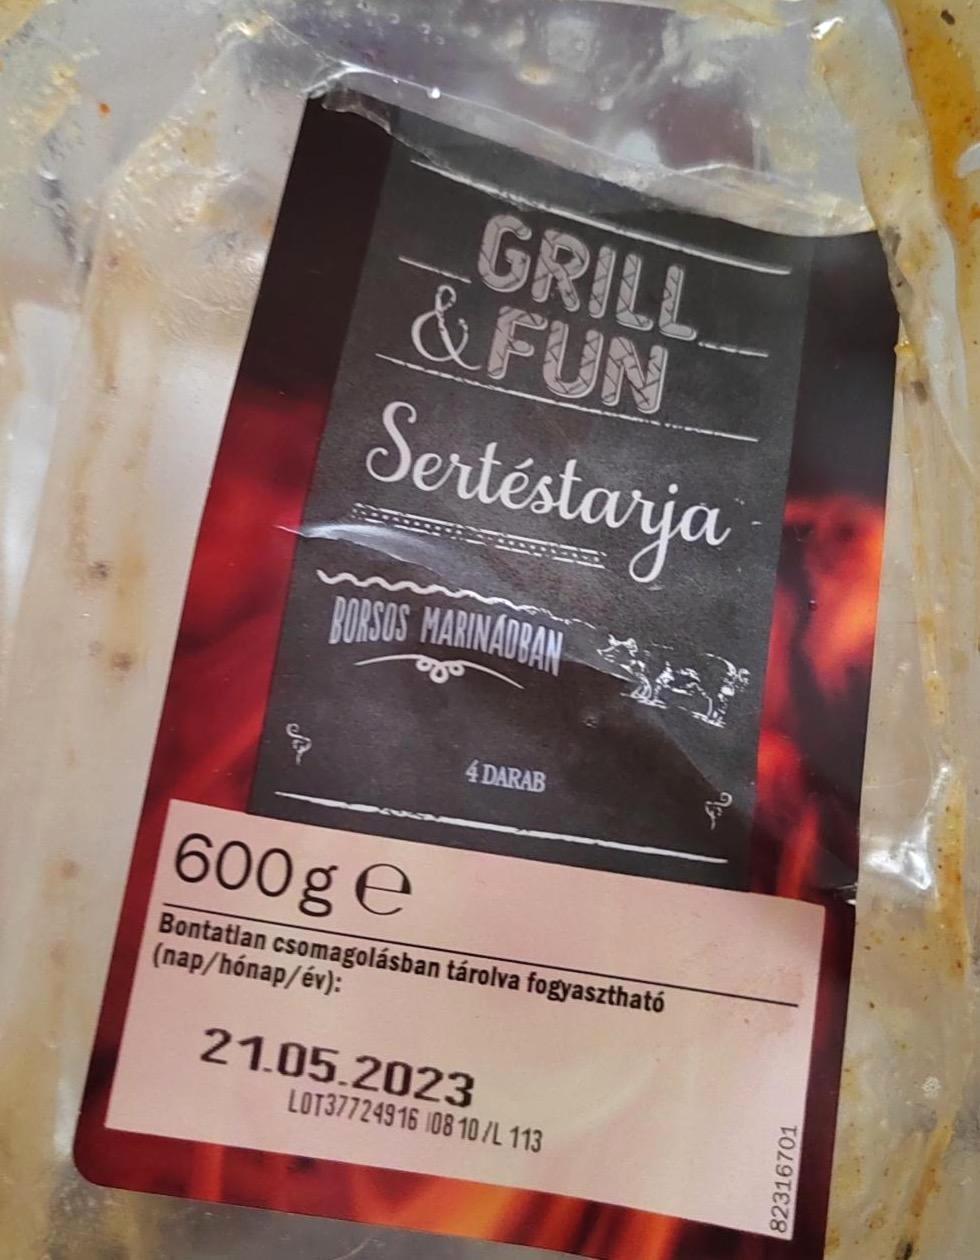 GRILL
& FUN
Sertéstarja
BORSOS MARINÁDBAN
4 DARAB
600g e
Bontatlan csomagolásban tárolva fogyasztható
(nap/hónap/év):
21.05.2023
LOT37724916 |08 10/L 113
82316701